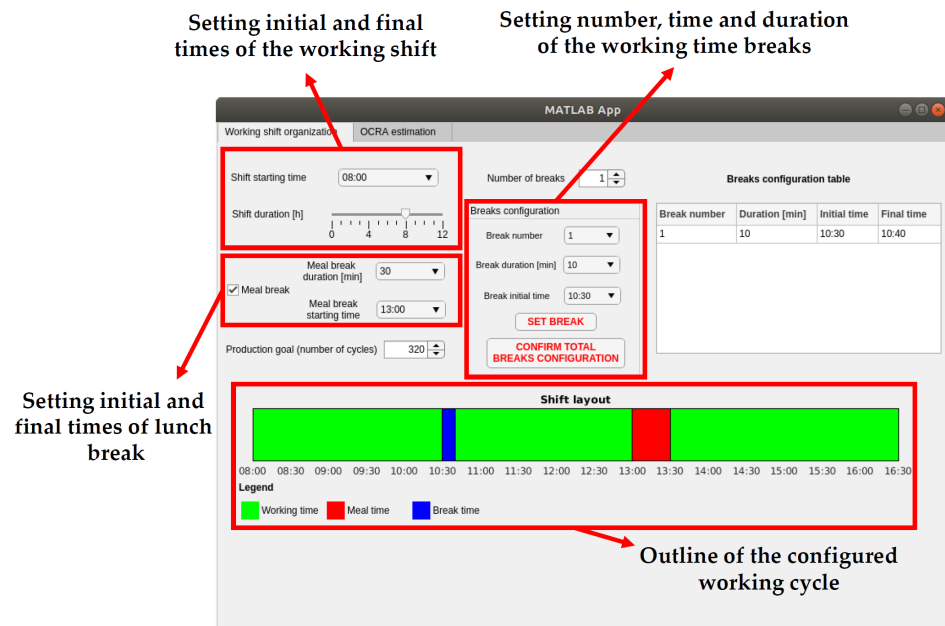 Setting initial and final
times of the working shift
Setting number, time and duration
of the working time breaks
MATLAB App
Working shift organization
OCRA estimation
Shift starting time
08:00
Number of breaks
1
Breaks configuration table
Shift duration [h]
0 4 8 12
Breaks configuration
Break number
1
Break duration [min]
10
Break initial time
10:30
SET BREAK
CONFIRM TOTAL
BREAKS CONFIGURATION
Break number Duration [min] Initial time Final time
1 10 10:30 10:40
Meal break
Meal break
duration [min]
30
Meal break
starting time
13:00
Production goal (number of cycles)
320
Setting initial and
final times of lunch
break
Shift layout
08:00 08:30 09:00 09:30 10:00 10:30 11:00 11:30 12:00 12:30 13:00 13:30 14:00 14:30 15:00 15:30 16:00 16:30
Legend
Working time Meal time Break time
Outline of the configured
working cycle